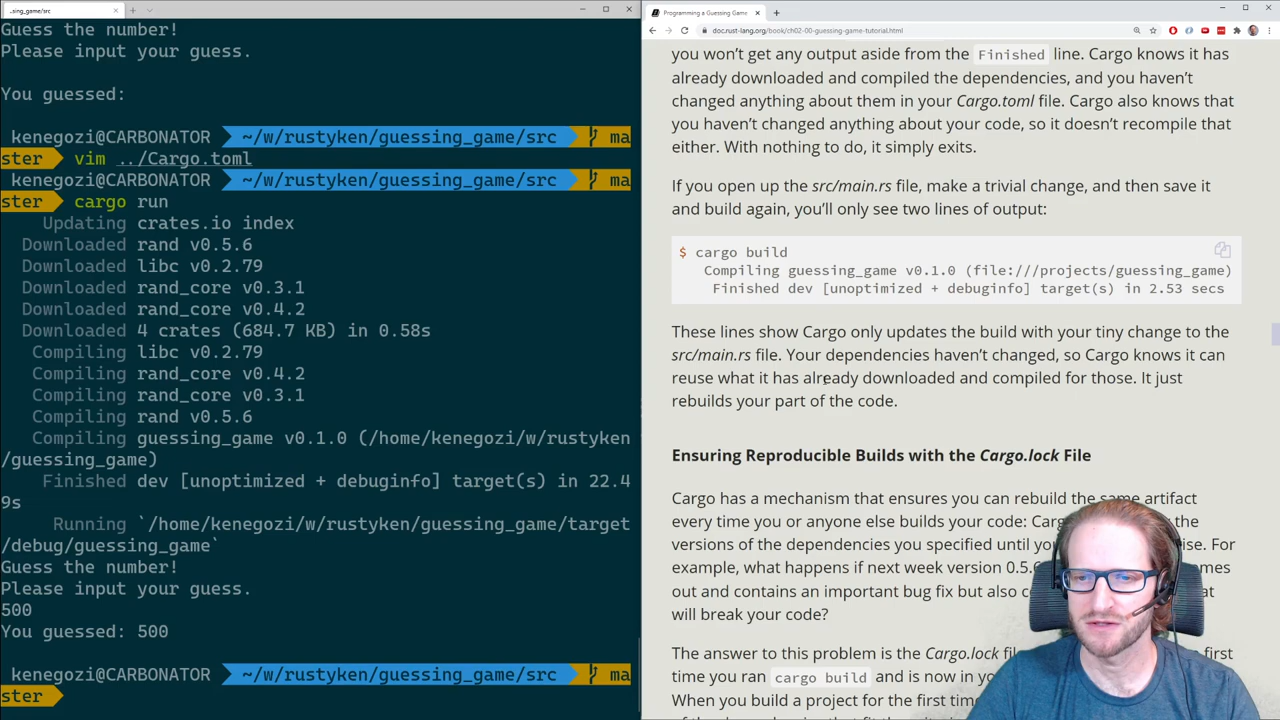 ..sing_game/src
Guess the number!
Please input your guess.
You guessed:
kenegozi@CARBONATOR ~/w/rustyken/guessing_game/src ma
ster vim ../Cargo.toml
kenegozi@CARBONATOR ~/w/rustyken/guessing_game/src ma
ster cargo run
Updating crates.io index
Downloaded rand v0.5.6
Downloaded libc v0.2.79
Downloaded rand_core v0.3.1
Downloaded rand_core v0.4.2
Downloaded 4 crates (684.7 KB) in 0.58s
Compiling libc v0.2.79
Compiling rand_core v0.4.2
Compiling rand_core v0.3.1
Compiling rand v0.5.6
Compiling guessing_game v0.1.0 (/home/kenegozi/w/rustyken
/guessing_game)
Finished dev [unoptimized + debuginfo] target(s) in 22.4
9s
Running `/home/kenegozi/w/rustyken/guessing_game/target
/debug/guessing_game`
Guess the number!
Please input your guess.
500
You guessed: 500
kenegozi@CARBONATOR ~/w/rustyken/guessing_game/src ma
ster
Programming a Guessing Game
doc.rust-lang.org/book/ch02-00-guessing-game-tutorial.html
you won't get any output aside from the Finished line. Cargo knows it has
already downloaded and compiled the dependencies, and you haven't
changed anything about them in your Cargo.toml file. Cargo also knows that
you haven't changed anything about your code, so it doesn't recompile that
either. With nothing to do, it simply exits.
If you open up the src/main.rs file, make a trivial change, and then save it
and build again, you'll only see two lines of output:
$ cargo build
Compiling guessing_game v0.1.0 (file:///projects/guessing_game)
Finished dev [unoptimized + debuginfo] target(s) in 2.53 secs
These lines show Cargo only updates the build with your tiny change to the
src/main.rs file. Your dependencies haven't changed, so Cargo knows it can
reuse what it has already downloaded and compiled for those. It just
rebuilds your part of the code.
Ensuring Reproducible Builds with the Cargo.lock File
Cargo has a mechanism that ensures you can rebuild the same artifact
every time you or anyone else builds your code: the
versions of the dependencies you specified until For
example, what happens if next week version
out and contains an important bug fix but also
will break your code?
The answer to this problem is the Cargo.lock first
time you ran cargo build and is now in
When you build a project for the first